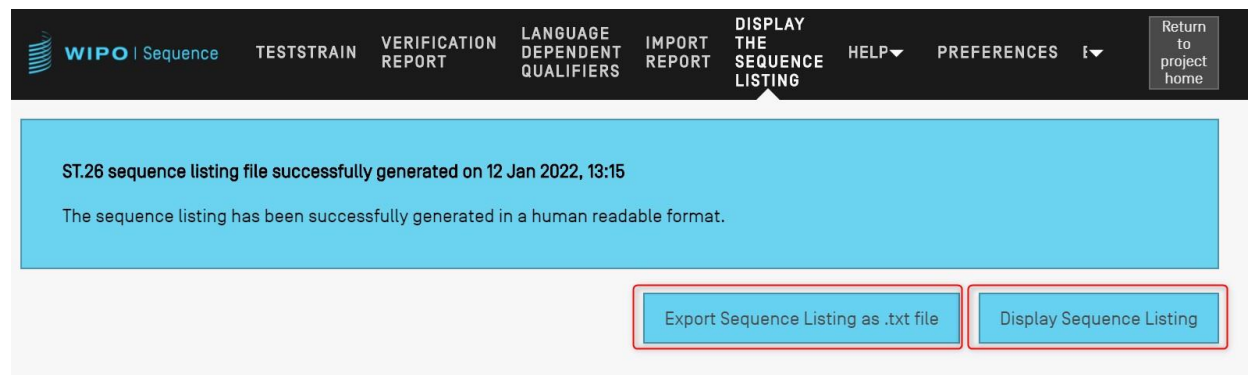 WIPO | Sequence
TESTSTRAIN
VERIFICATION
REPORT
LANGUAGE
DEPENDENT
QUALIFIERS
IMPORT
REPORT
DISPLAY
THE
SEQUENCE
LISTING
HELP
PREFERENCES
Return
to
project
home
ST.26 sequence listing file successfully generated on 12 Jan 2022, 13:15
The sequence listing has been successfully generated in a human readable format.
Export Sequence Listing as .txt file
Display Sequence Listing